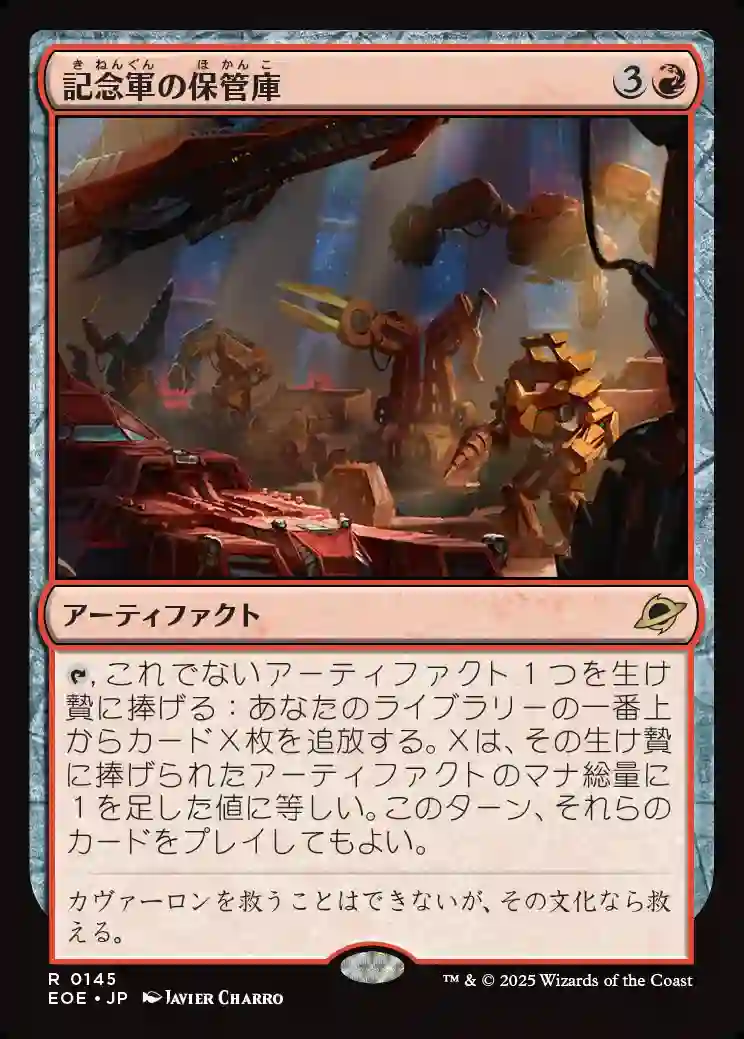 きねんぐん ほかんこ
記念軍の保管庫 3
アーティファクト
,これでないアーティファクト1つを生け
贄に捧げる:あなたのライブラリーの一番上
からカードX枚を追放する。Xは、その生け贄
に捧げられたアーティファクトのマナ総量に
1を足した値に等しい。このターン、それらの
カードをプレイしてもよい。
カヴァーロンを救うことはできないが、その文化なら救
える。
R 0145
EOE • JP JAVIER CHARRO
™ & © 2025 Wizards of the Coast